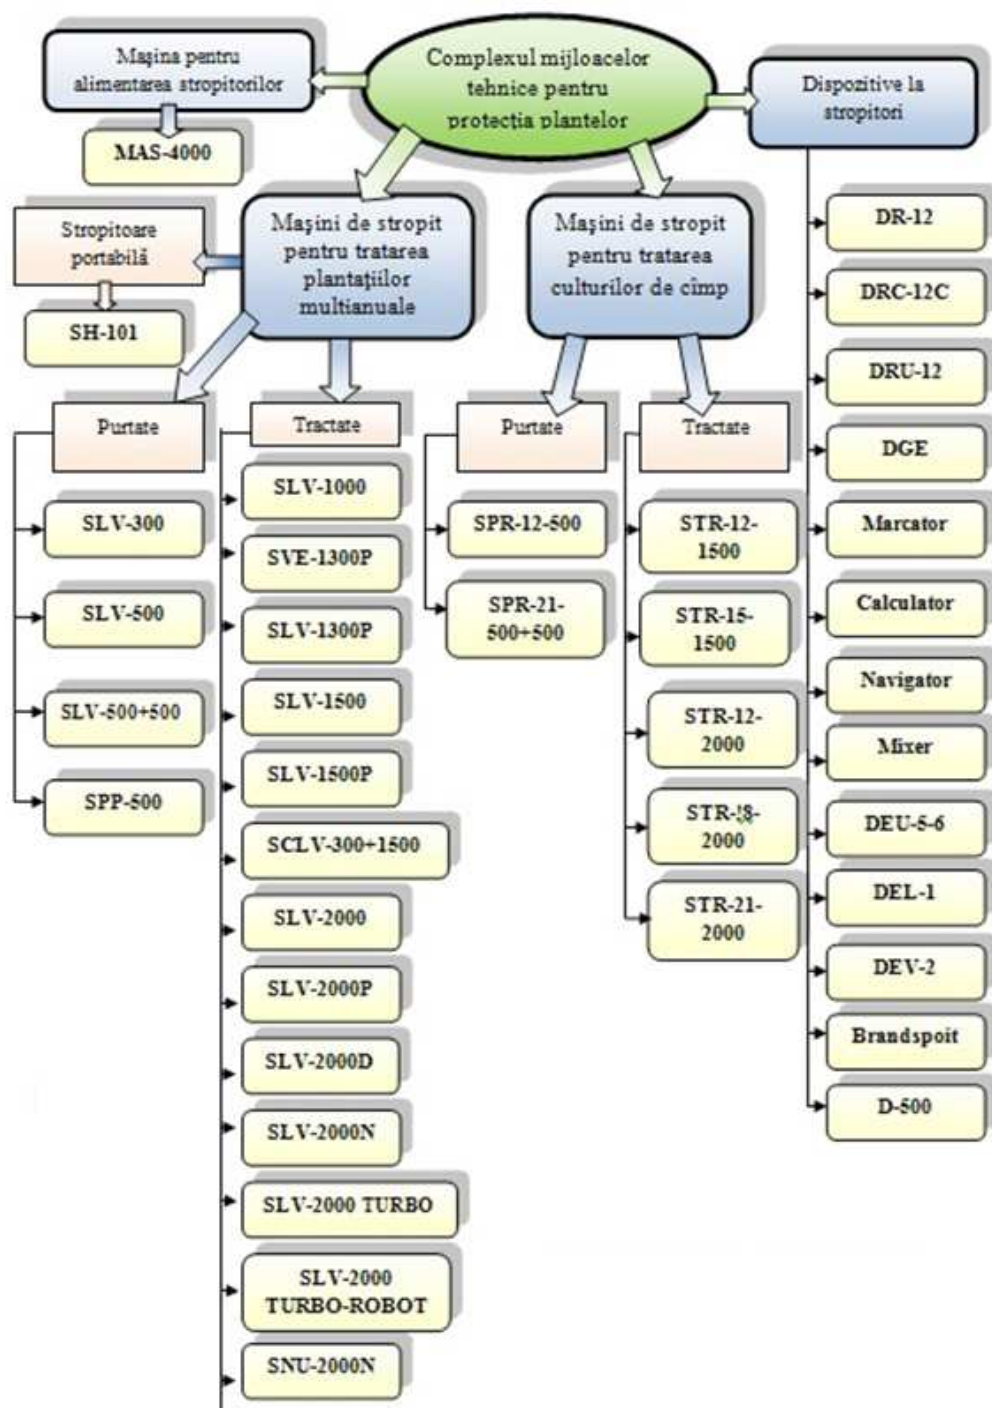 Complexul mijloacelor
tehnice pentru
protecția plantelor
Mașina pentru
alimentarea stropitorilor
MAS-4000
Dispozitive la
stropitori
Stropitoare
portabilă
SH-101
Mașini de stropit
pentru tratarea
plantațiilor
multianuale
Mașini de stropit
pentru tratarea
culturilor de cîmp
Purtate
SLV-300
SLV-500
SLV-500+500
SPP-500
Tractate
SLV-1000
SVE-1300P
SLV-1300P
SLV-1500
SLV-1500P
SCLV-300+1500
SLV-2000
SLV-2000P
SLV-2000D
SLV-2000N
SLV-2000 TURBO
SLV-2000
TURBO-ROBOT
SNU-2000N
Purtate
SPR-12-500
SPR-21-
500+500
Tractate
STR-12-
1500
STR-15-
1500
STR-12-
2000
2000
STR-21-
2000
DR-12
DRC-12C
DRU-12
DGE
Marcator
Calculator
Navigator
Mixer
DEU-5-6
DEL-1
DEV-2
Brandspoit
D-500